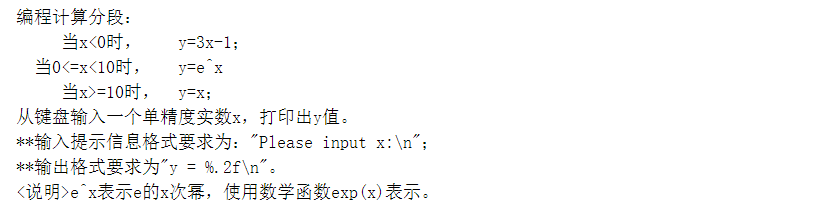 编程计算分段:
当x<0时, y=3x-1;
当0<=x<10时, y=e^x
当x>=10时, y=x;
从键盘输入一个单精度实数x，打印出y值。
**输入提示信息格式要求为："Please input x:\n";
**输出格式要求为"y = %.2f\n"。
<说明>e^x表示e的x次幂，使用数学函数exp(x)表示。